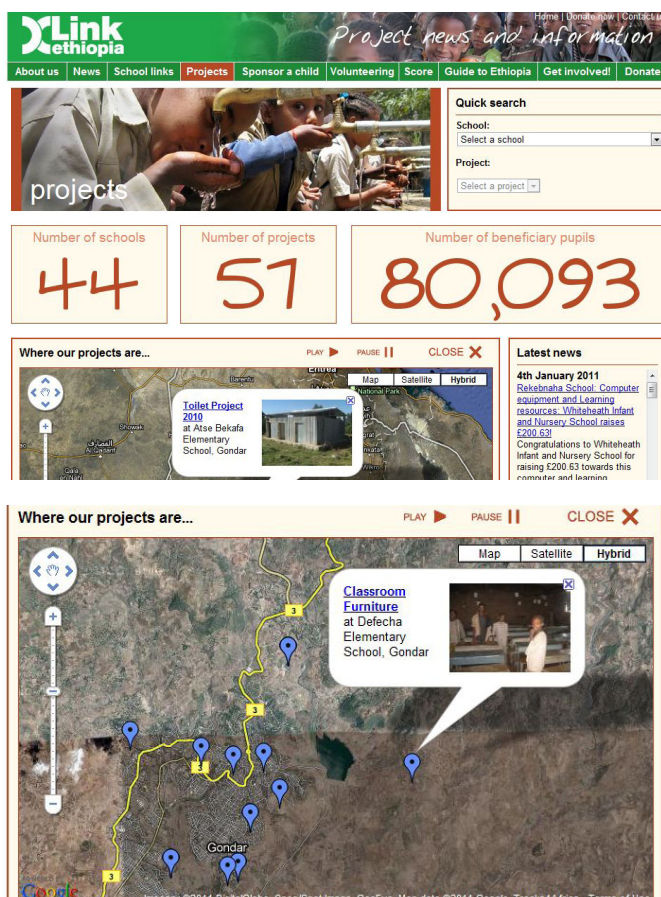 Home | Donate now | Contact us
Link
ethiopia
Project news and information
About us News School links Projects Sponsor a child Volunteering Score Guide to Ethiopia Get involved! Donate
projects
Quick search
School:
Select a school
Project:
Select a project
Number of schools
44
Number of projects
57
Number of beneficiary pupils
80,093
Where our projects are...
PLAY PAUSE CLOSE
Eritrea
Barentu
National Park
Map Satellite Hybrid
Showak
القضارف
Al Qadarif
Toilet Project
2010
at Atse Bekafa
Elementary
School, Gondar
Latest news
4th January 2011
Rekebnaha School: Computer
equipment and Learning
resources: Whiteheath Infant
and Nursery School raises
£200.63!
Congratulations to Whiteheath
Infant and Nursery School for
raising £200.63 towards this
computer and learning
Where our projects are...
PLAY PAUSE CLOSE
Map Satellite Hybrid
Classroom
Furniture
at Defecha
Elementary
School, Gondar
3
3
3
Gondar
3
Google